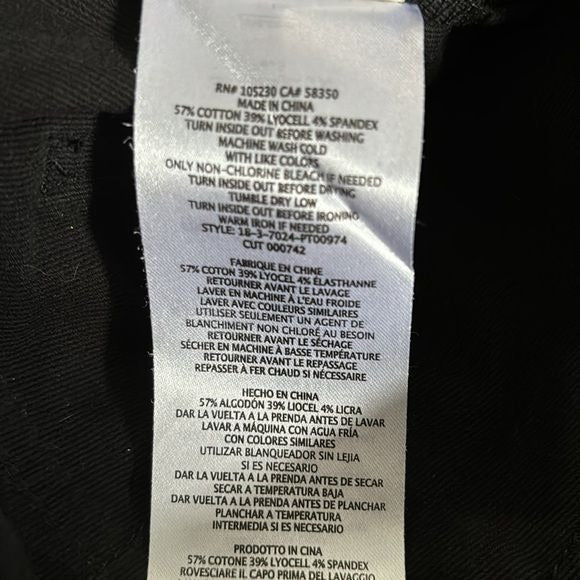 RN# 105230 CA# 58350
MADE IN CHINA
57% COTTON 39% LYOCELL 4% SPANDEX
TURN INSIDE OUT BEFORE WASHING
MACHINE WASH COLD
WITH LIKE COLORS
ONLY NON-CHLORINE BLEACH IF NEEDED
TURN INSIDE OUT BEFORE DRYING
TUMBLE DRY LOW
TURN INSIDE OUT BEFORE IRONING
WARM IRON IF NEEDED
STYLE: 18-3-7024-PT00974
CUT 000742
FABRIQUE EN CHINE
57% COTON 39% LYOCEL 4% ÉLASTHANNE
RETOURNER AVANT LE LAVAGE
LAVER EN MACHINE À L'EAU FROIDE
LAVER AVEC COULEURS SIMILAIRES
UTILISER SEULEMENT UN AGENT DE
BLANCHIMENT NON CHLORÉ AU BESOIN
RETOURNER AVANT LE SÉCHAGE
SÉCHER EN MACHINE À BASSE TEMPÉRATURE
RETOURNER AVANT LE REPASSAGE
REPASSER À FER CHAUD SI NÉCESSAIRE
HECHO EN CHINA
57% ALGODÓN 39% LIOCEL 4% LICRA
DAR LA VUELTA A LA PRENDA ANTES DE LAVAR
LAVAR A MÁQUINA CON AGUA FRÍA
CON COLORES SIMILARES
UTILIZAR BLANQUEADOR SIN LEJIA
SI ES NECESARIO
DAR LA VUELTA A LA PRENDA ANTES DE SECAR
SECAR A TEMPERATURA BAJA
DAR VUELTA A LA PRENDA ANTES DE PLANCHAR
PLANCHAR A TEMPERATURA
INTERMEDIA SI ES NECESARIO
PRODOTTO IN CINA
57% COTONE 39% LYOCELL 4% SPANDEX
ROVESCIARE IL CAPO PRIMA DEL LAVAGGIO